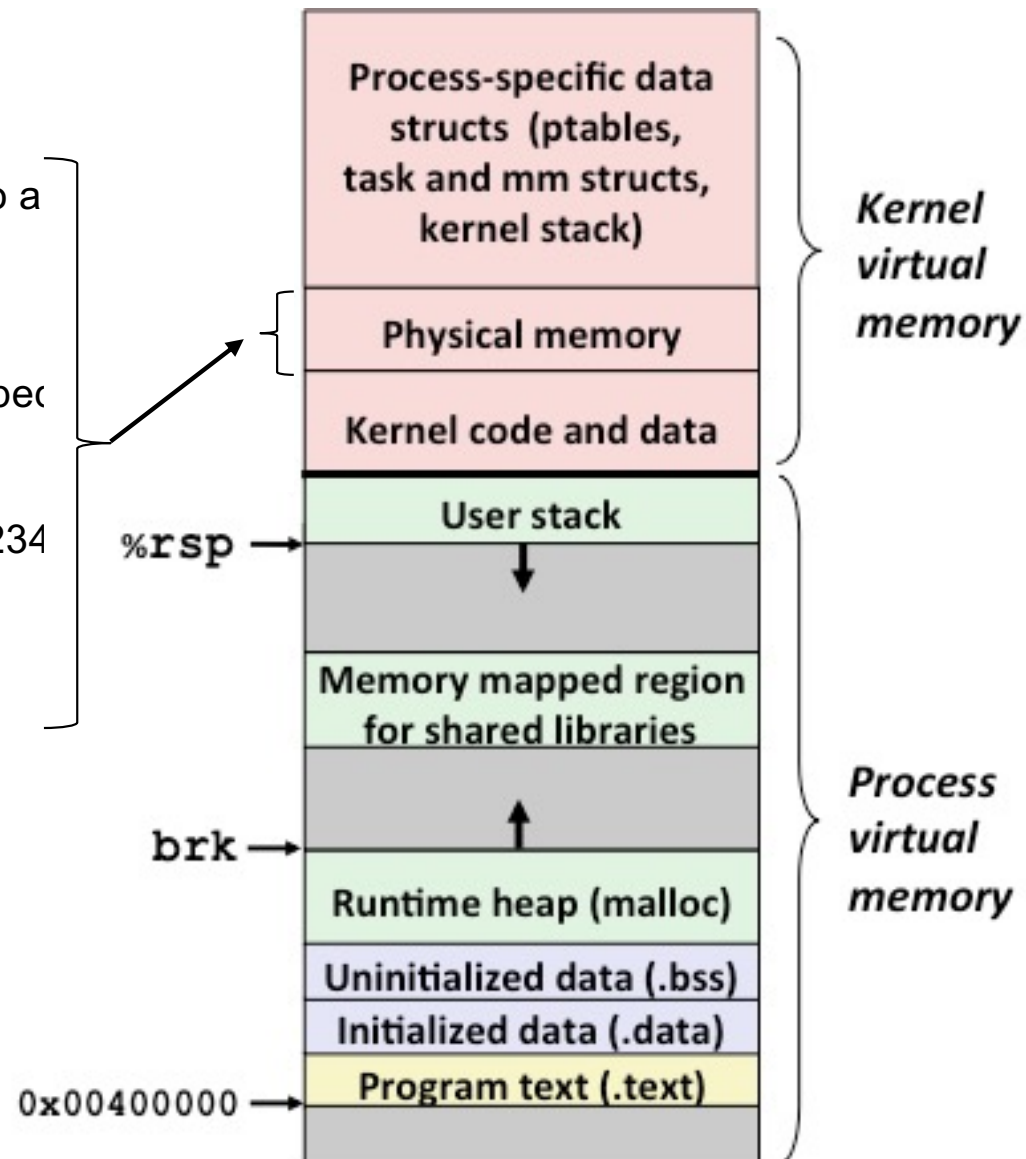 Process-specific data
structs (ptables,
task and mm structs,
kernel stack)
Physical memory
Kernel code and data
Kernel
virtual
memory
User stack
%rsp
Memory mapped region
for shared libraries
brk
Runtime heap (malloc)
Uninitialized data (.bss)
Initialized data (.data)
Program text (.text)
0x00400000
Process
virtual
memory
a
234